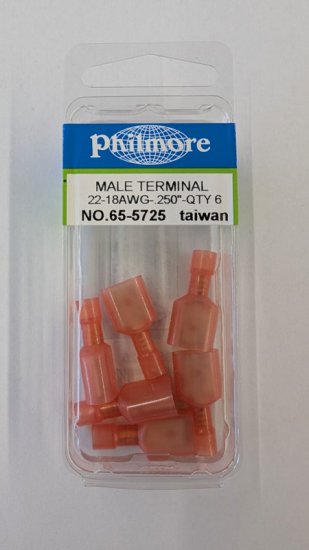 Philmore
MALE TERMINAL
22-18AWG-.250"-QTY 6
NO.65-5725 taiwan